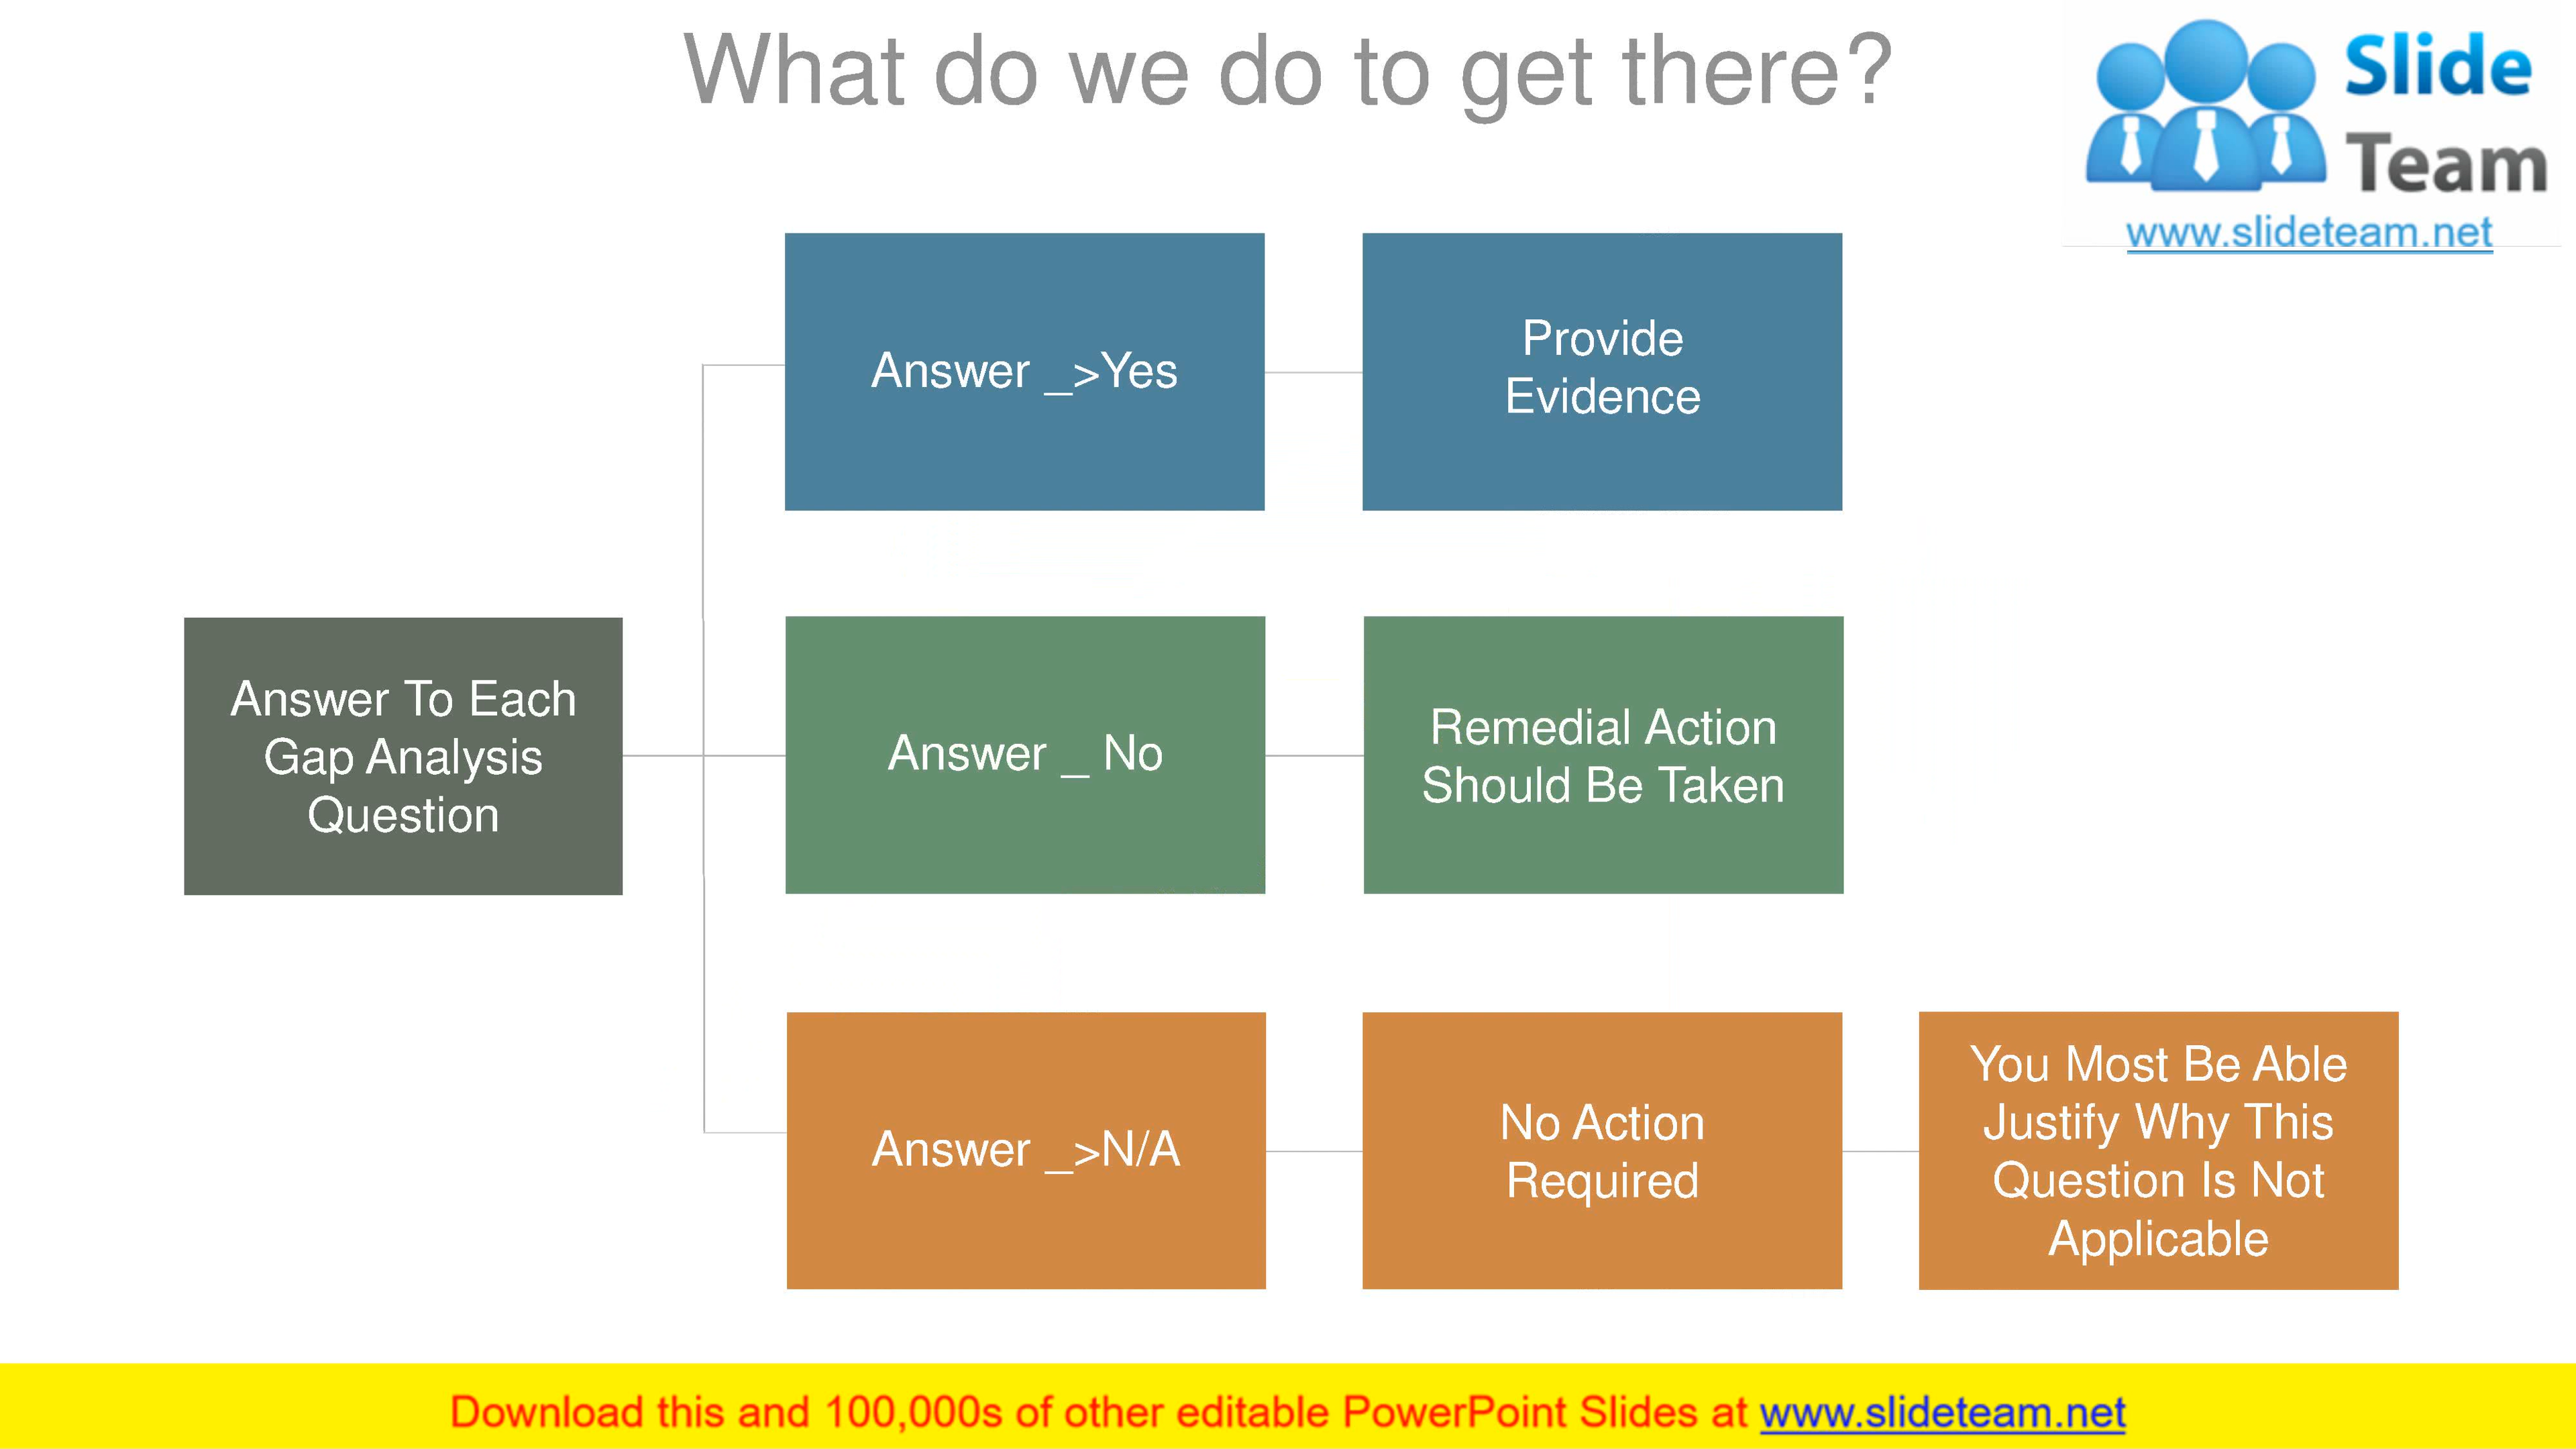 What do we do to get there?
Slide
Team
www.slideteam.net
Answer _>Yes
Provide
Evidence
Answer To Each
Gap Analysis
Question
Answer _ No
Remedial Action
Should Be Taken
Answer _>N/A
No Action
Required
You Most Be Able
Justify Why This
Question Is Not
Applicable
Download this and 100,000s of other editable PowerPoint Slides at www.slideteam.net